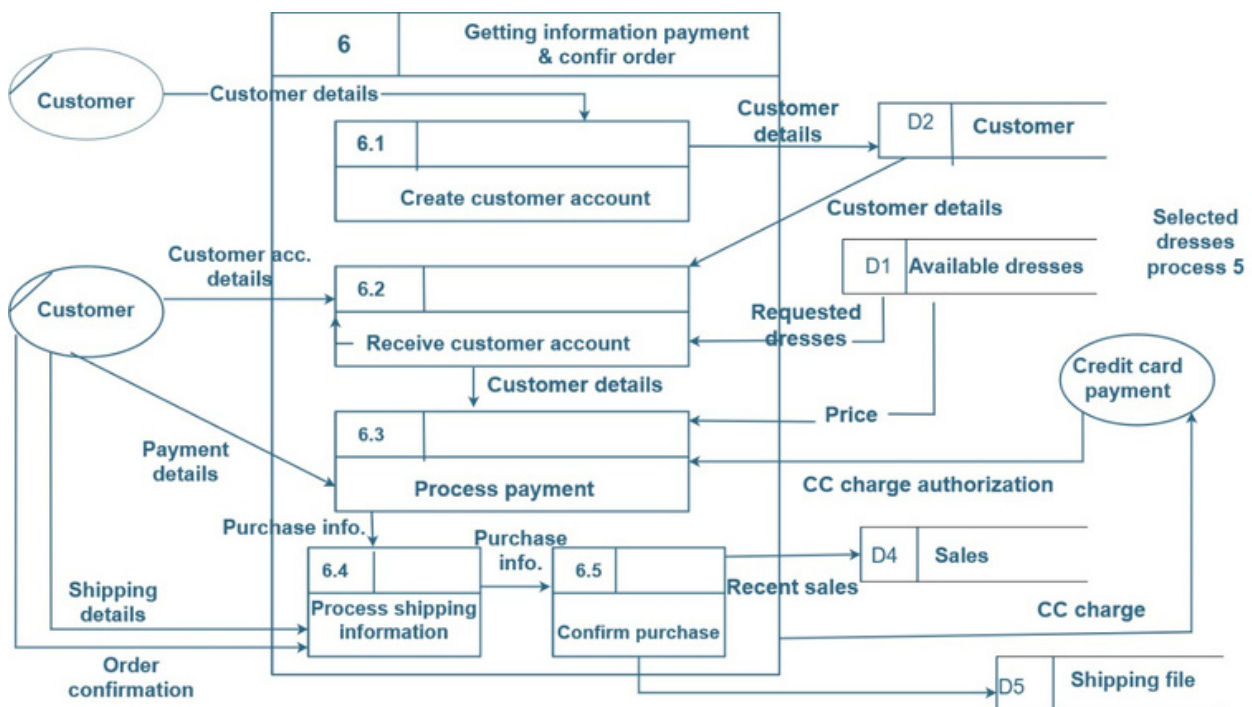 6
Getting information payment
& confir order
Customer
Customer details
Customer
details
D2
Customer
6.1
Create customer account
Customer details
Selected
dresses
process 5
Customer acc.
details
D1
Available dresses
Customer
6.2
Requested
dresses
Receive customer account
Credit card
payment
Customer details
Price
6.3
Payment
details
Process payment
CC charge authorization
Purchase info.
Purchase
info.
6.4
6.5
D4
Sales
Shipping
details
Process shipping
information
Recent sales
CC charge
Confirm purchase
Order
confirmation
D5
Shipping file